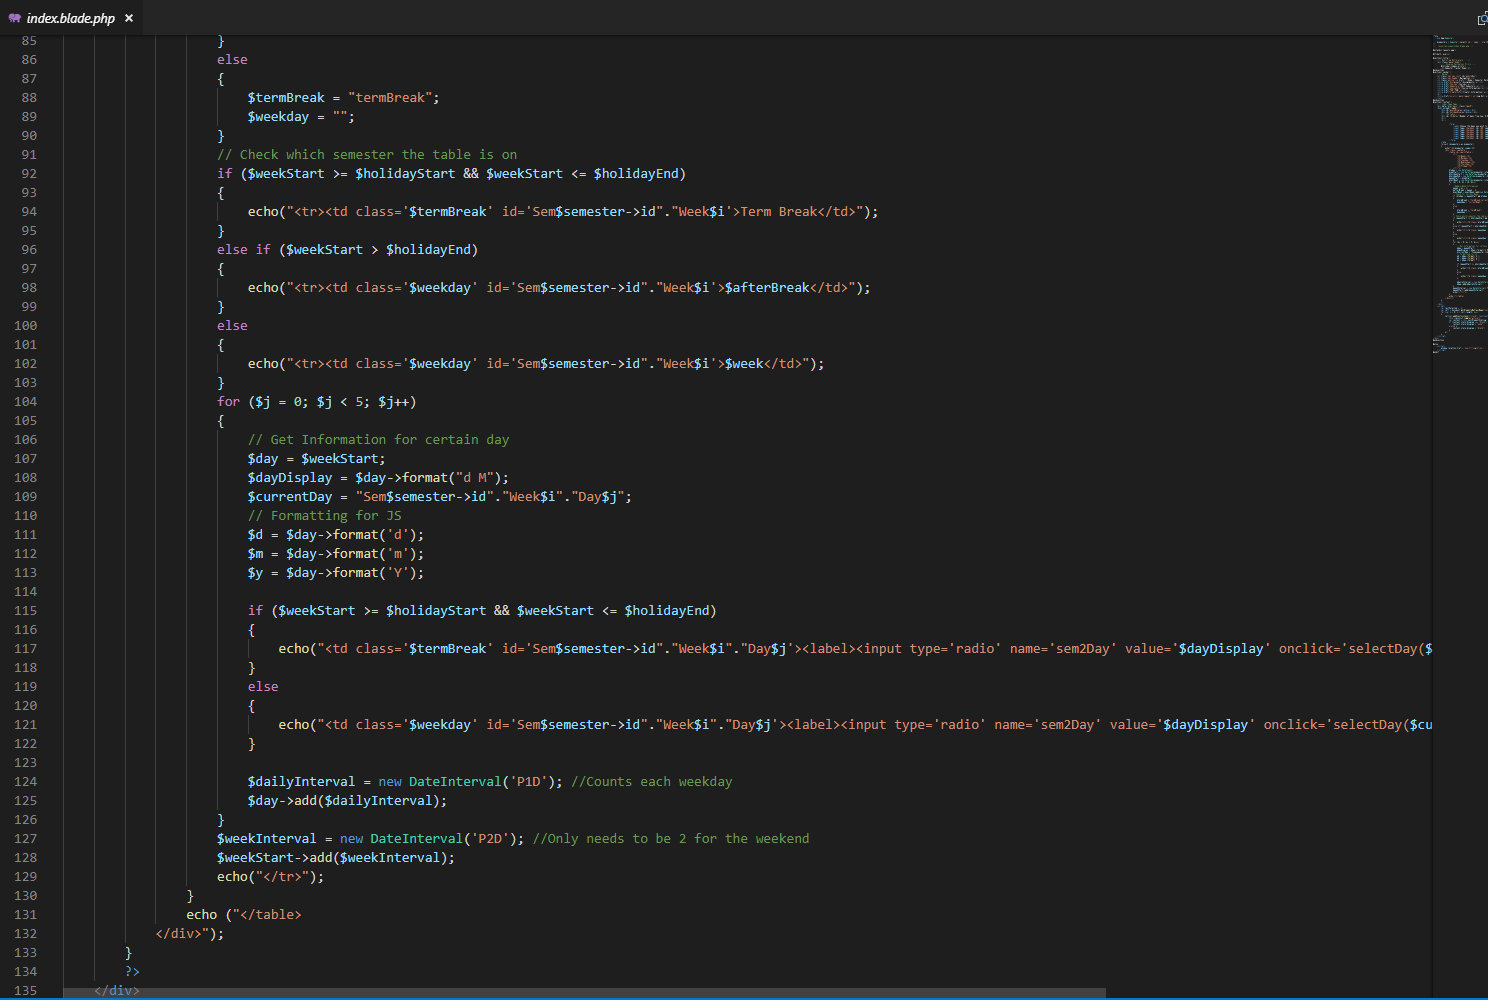 index.blade.php ×
85 }
86 else
87 {
88 $termBreak = "termBreak";
89 $weekday = "";
90 }
91 // Check which semester the table is on
92 if ($weekStart >= $holidayStart && $weekStart <= $holidayEnd)
93 {
94 echo("<tr><td class='$termBreak' id='Sem$semester->id"."Week$i'>Term Break</td>");
95 }
96 else if ($weekStart > $holidayEnd)
97 {
98 echo("<tr><td class='$weekday' id='Sem$semester->id"."Week$i'>$afterBreak</td>");
99 }
100 else
101 {
102 echo("<tr><td class='$weekday' id='Sem$semester->id"."Week$i'>$week</td>");
103 }
104 for ($j = 0; $j < 5; $j++)
105 {
106 // Get Information for certain day
107 $day = $weekStart;
108 $dayDisplay = $day->format("d M");
109 $currentDay = "Sem$semester->id"."Week$i"."Day$j";
110 // Formatting for JS
111 $d = $day->format('d');
112 $m = $day->format('m');
113 $y = $day->format('Y');
114
115 if ($weekStart >= $holidayStart && $weekStart <= $holidayEnd)
116 {
117 echo("<td class='$termBreak' id='Sem$semester->id"."Week$i"."Day$j'><label><input type='radio' name='sem2Day' value='$dayDisplay' onclick='selectDay($
118 }
119 else
120 {
121 echo("<td class='$weekday' id='Sem$semester->id"."Week$i"."Day$j'><label><input type='radio' name='sem2Day' value='$dayDisplay' onclick='selectDay($cu
122 }
123
124 $dailyInterval = new DateInterval('P1D'); //Counts each weekday
125 $day->add($dailyInterval);
126 }
127 $weekInterval = new DateInterval('P2D'); //Only needs to be 2 for the weekend
128 $weekStart->add($weekInterval);
129 echo("</tr>");
130 }
131 echo ("</table>
132 </div>");
133 }
134 ?>
135 </div>